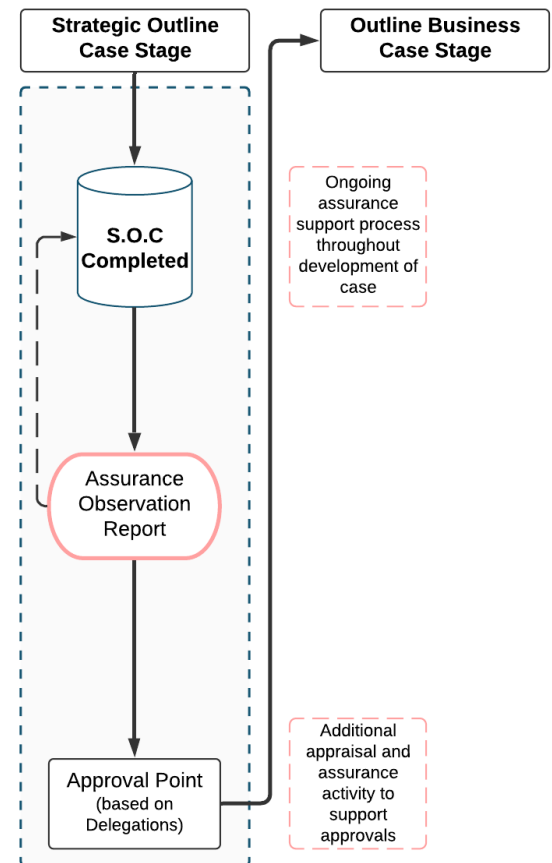 Strategic Outline
Case Stage
Outline Business
Case Stage
S.O.C
Completed
Ongoing
assurance
support process
throughout
development of
case
Assurance
Observation
Report
Approval Point
(based on
Delegations)
Additional
appraisal and
assurance
activity to
support
approvals